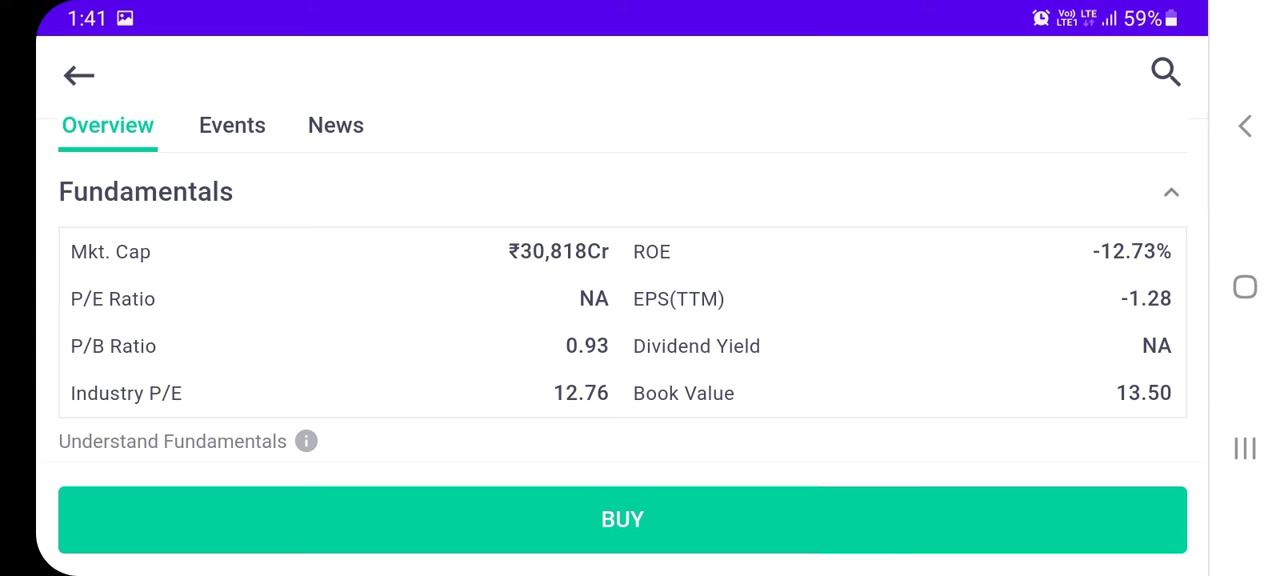 1:41 Vo)) LTE1 LTE 59%
Overview Events News
Fundamentals
Mkt. Cap ₹30,818Cr ROE -12.73%
P/E Ratio NA EPS(TTM) -1.28
P/B Ratio 0.93 Dividend Yield NA
Industry P/E 12.76 Book Value 13.50
Understand Fundamentals i
BUY